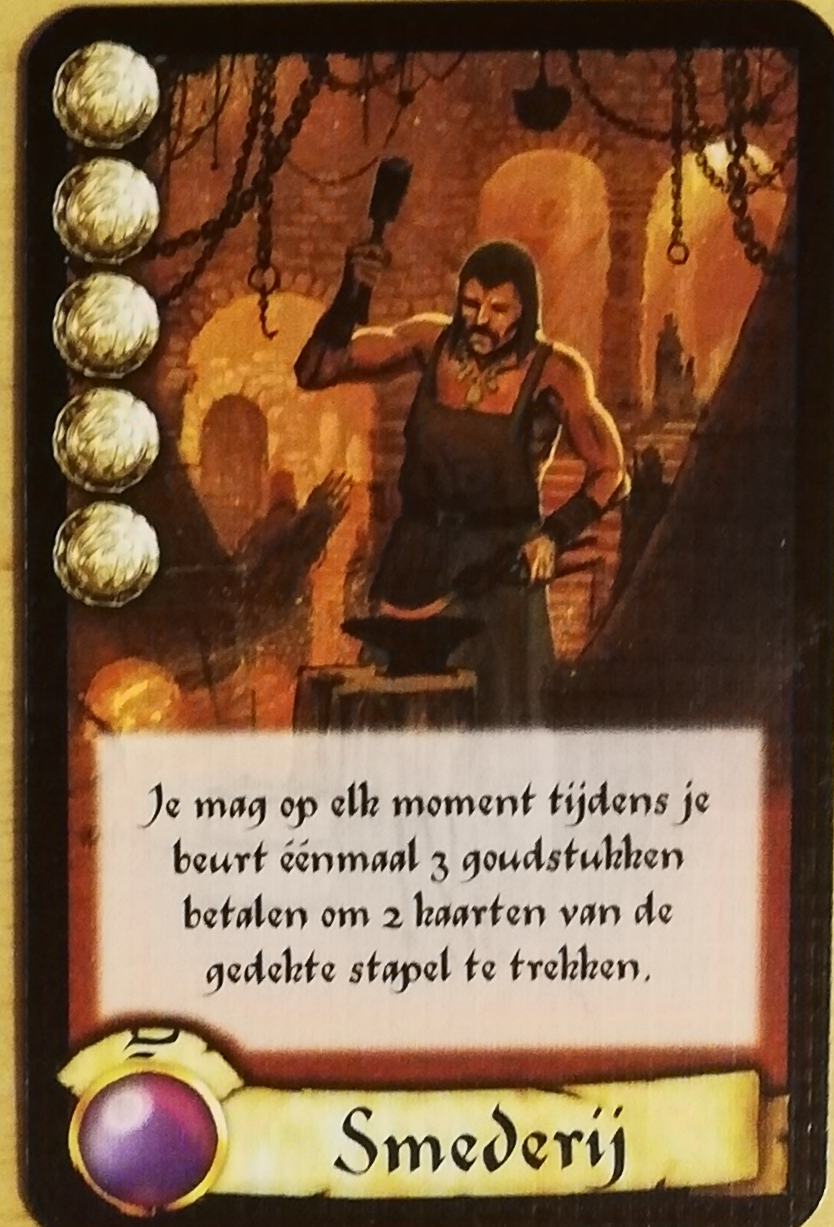 Je mag op elk moment tijdens je
beurt éénmaal 3 goudstukken
betalen om 2 kaarten van de
gedekte stapel te trekken.
Smederij